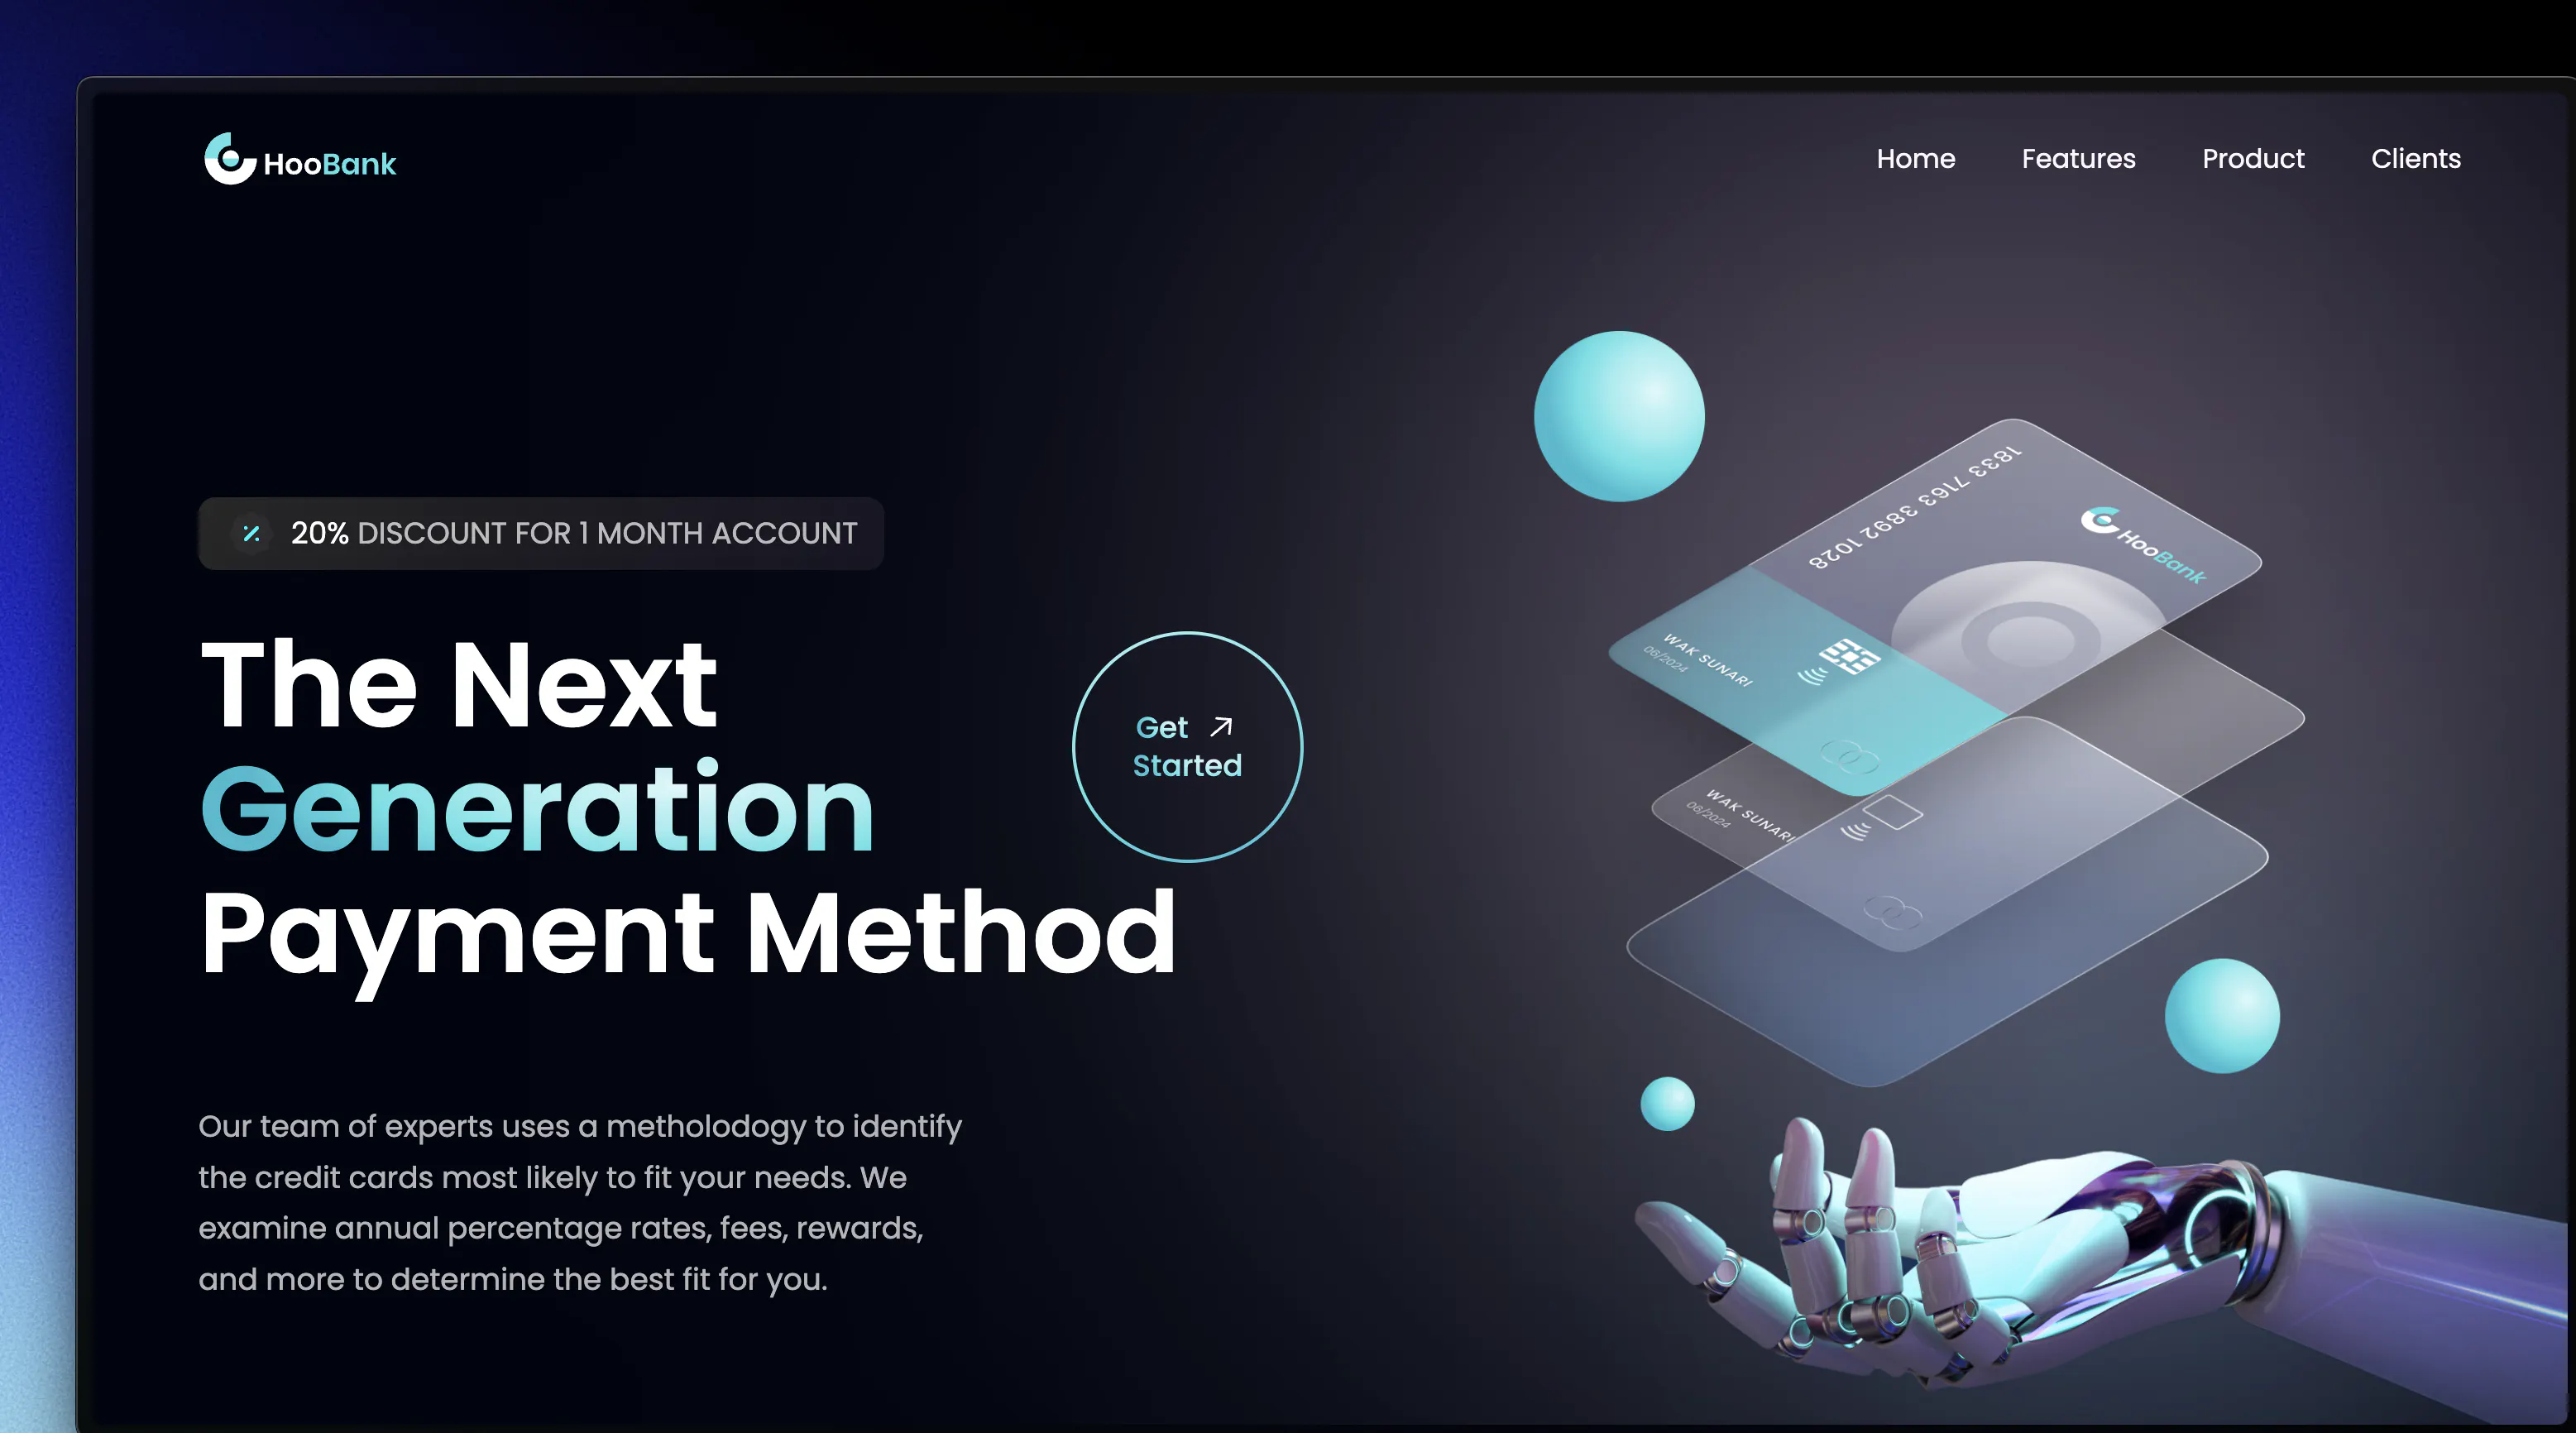 HooBank
Home Features Product Clients
20% DISCOUNT FOR 1 MONTH ACCOUNT
The Next
Generation
Payment Method
Get
Started
Our team of experts uses a metholodogy to identify
the credit cards most likely to fit your needs. We
examine annual percentage rates, fees, rewards,
and more to determine the best fit for you.
1833 7163 3892 1028
HooBank
WAK SUNARI
06/2024
WAK SUNARI
06/2024